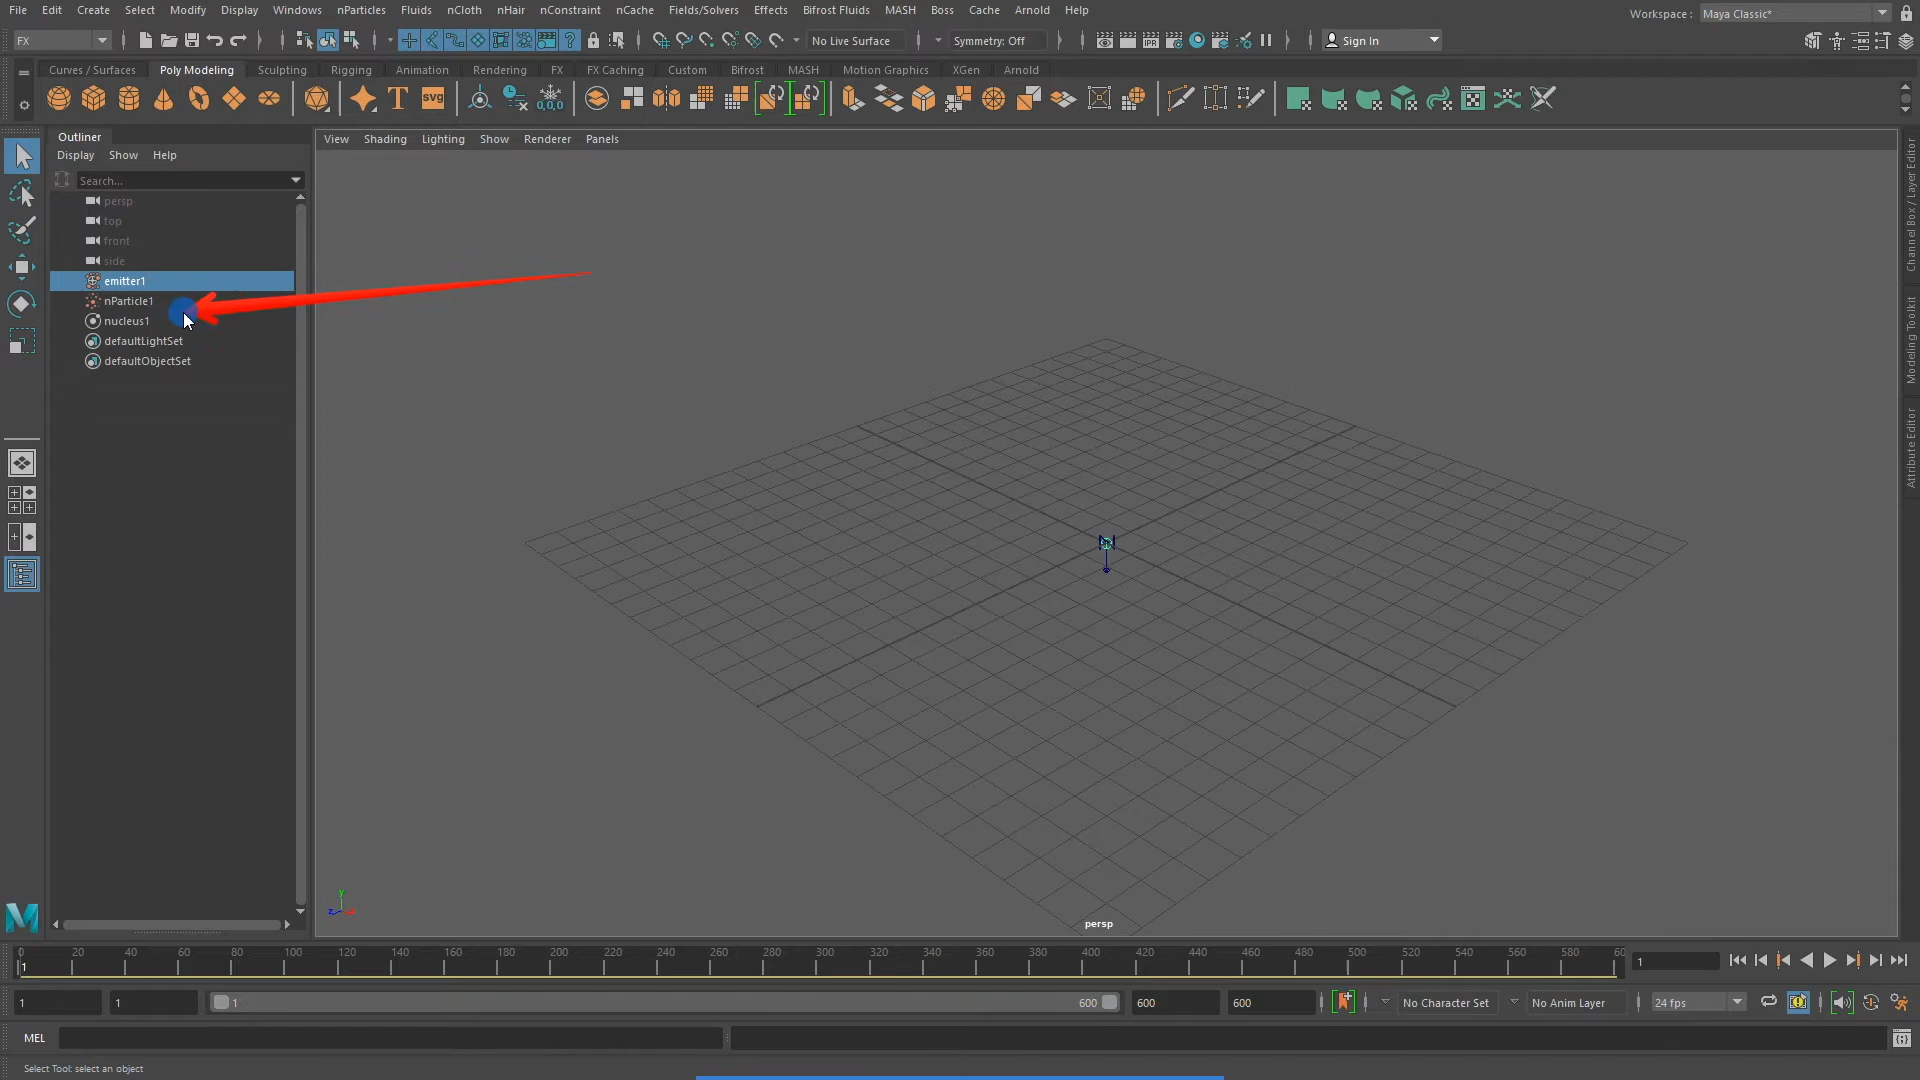 File Edit Create Select Modify Display Windows nParticles Fluids nCloth nHair nConstraint nCache Fields/Solvers Effects Bifrost Fluids MASH Boss Cache Arnold Help
Workspace : Maya Classic*
FX No Live Surface Symmetry: Off Sign In
Curves / Surfaces Poly Modeling Sculpting Rigging Animation Rendering FX FX Caching Custom Bifrost MASH Motion Graphics XGen Arnold
T svg 0,0,0
IPR
Outliner
Display Show Help
Search...
persp
top
front
side
emitter1
nParticle1
nucleus1
defaultLightSet
defaultObjectSet
View Shading Lighting Show Renderer Panels
N
y
z
persp
Channel Box / Layer Editor
Modeling Toolkit
Attribute Editor
M
0 20 40 60 80 100 120 140 160 180 200 220 240 260 280 300 320 340 360 380 400 420 440 460 480 500 520 540 560 580 60
1
1
1 1 1 600 600 600 No Character Set No Anim Layer 24 fps
MEL
Select Tool: select an object